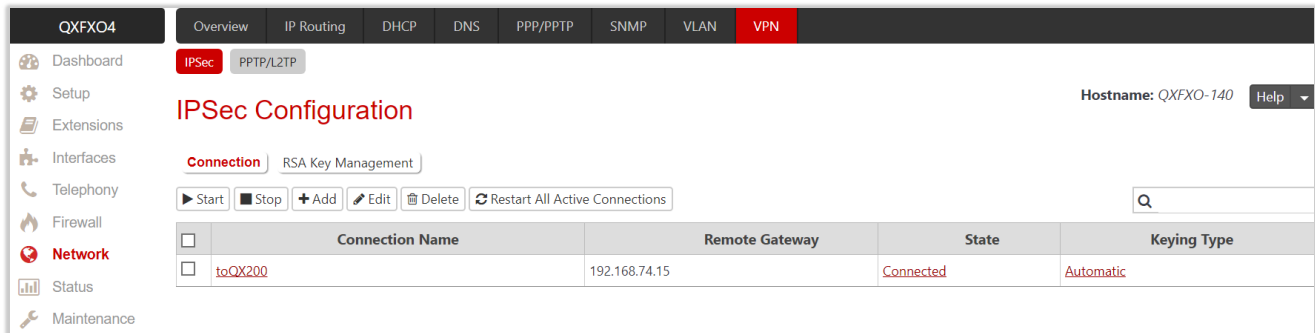 QXFXO4
Overview IP Routing DHCP DNS PPP/PPTP SNMP VLAN VPN
Dashboard
Setup
Extensions
Interfaces
Telephony
Firewall
Network
Status
Maintenance
IPSec PPTP/L2TP
Hostname: QXFXO-140 Help
IPSec Configuration
Connection RSA Key Management
Start Stop Add Edit Delete Restart All Active Connections
Connection Name Remote Gateway State Keying Type
toQX200 192.168.74.15 Connected Automatic